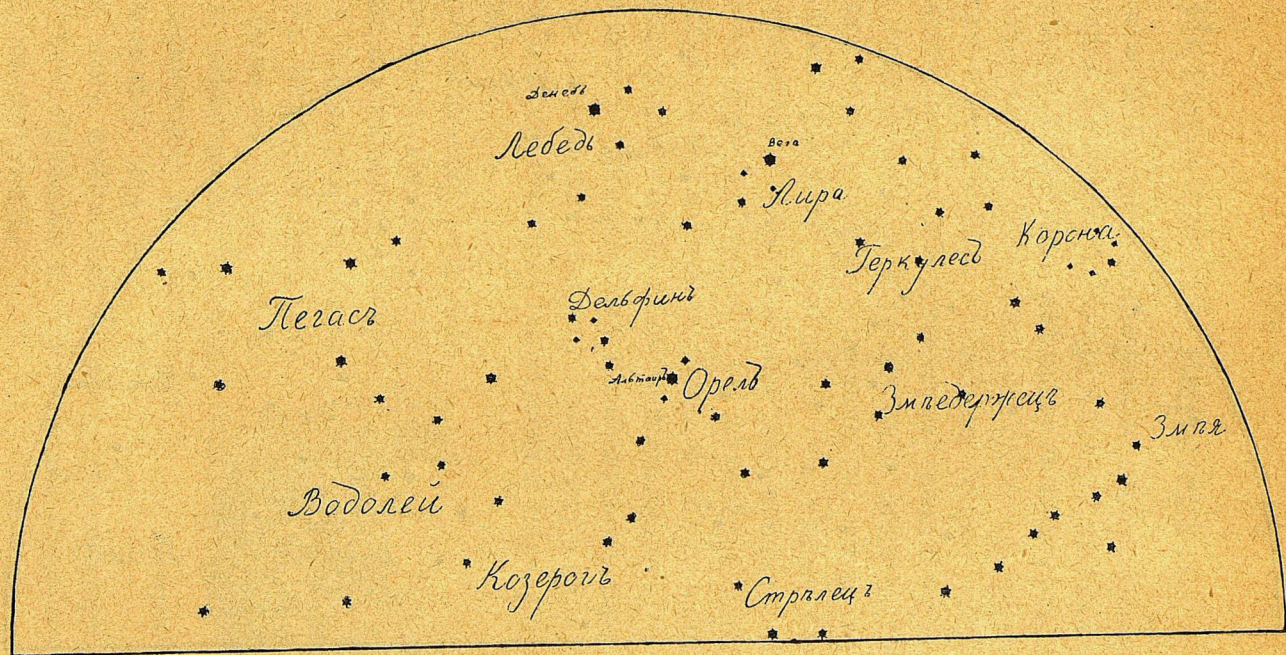 Денебъ
Лебедь
Вега
Лира
Корона
Геркулесъ
Дельфинъ
Пегасъ
Альтаиръ
Орелъ
Змѣедержецъ
Змѣя
Водолей
Козерогъ
Стрѣлецъ